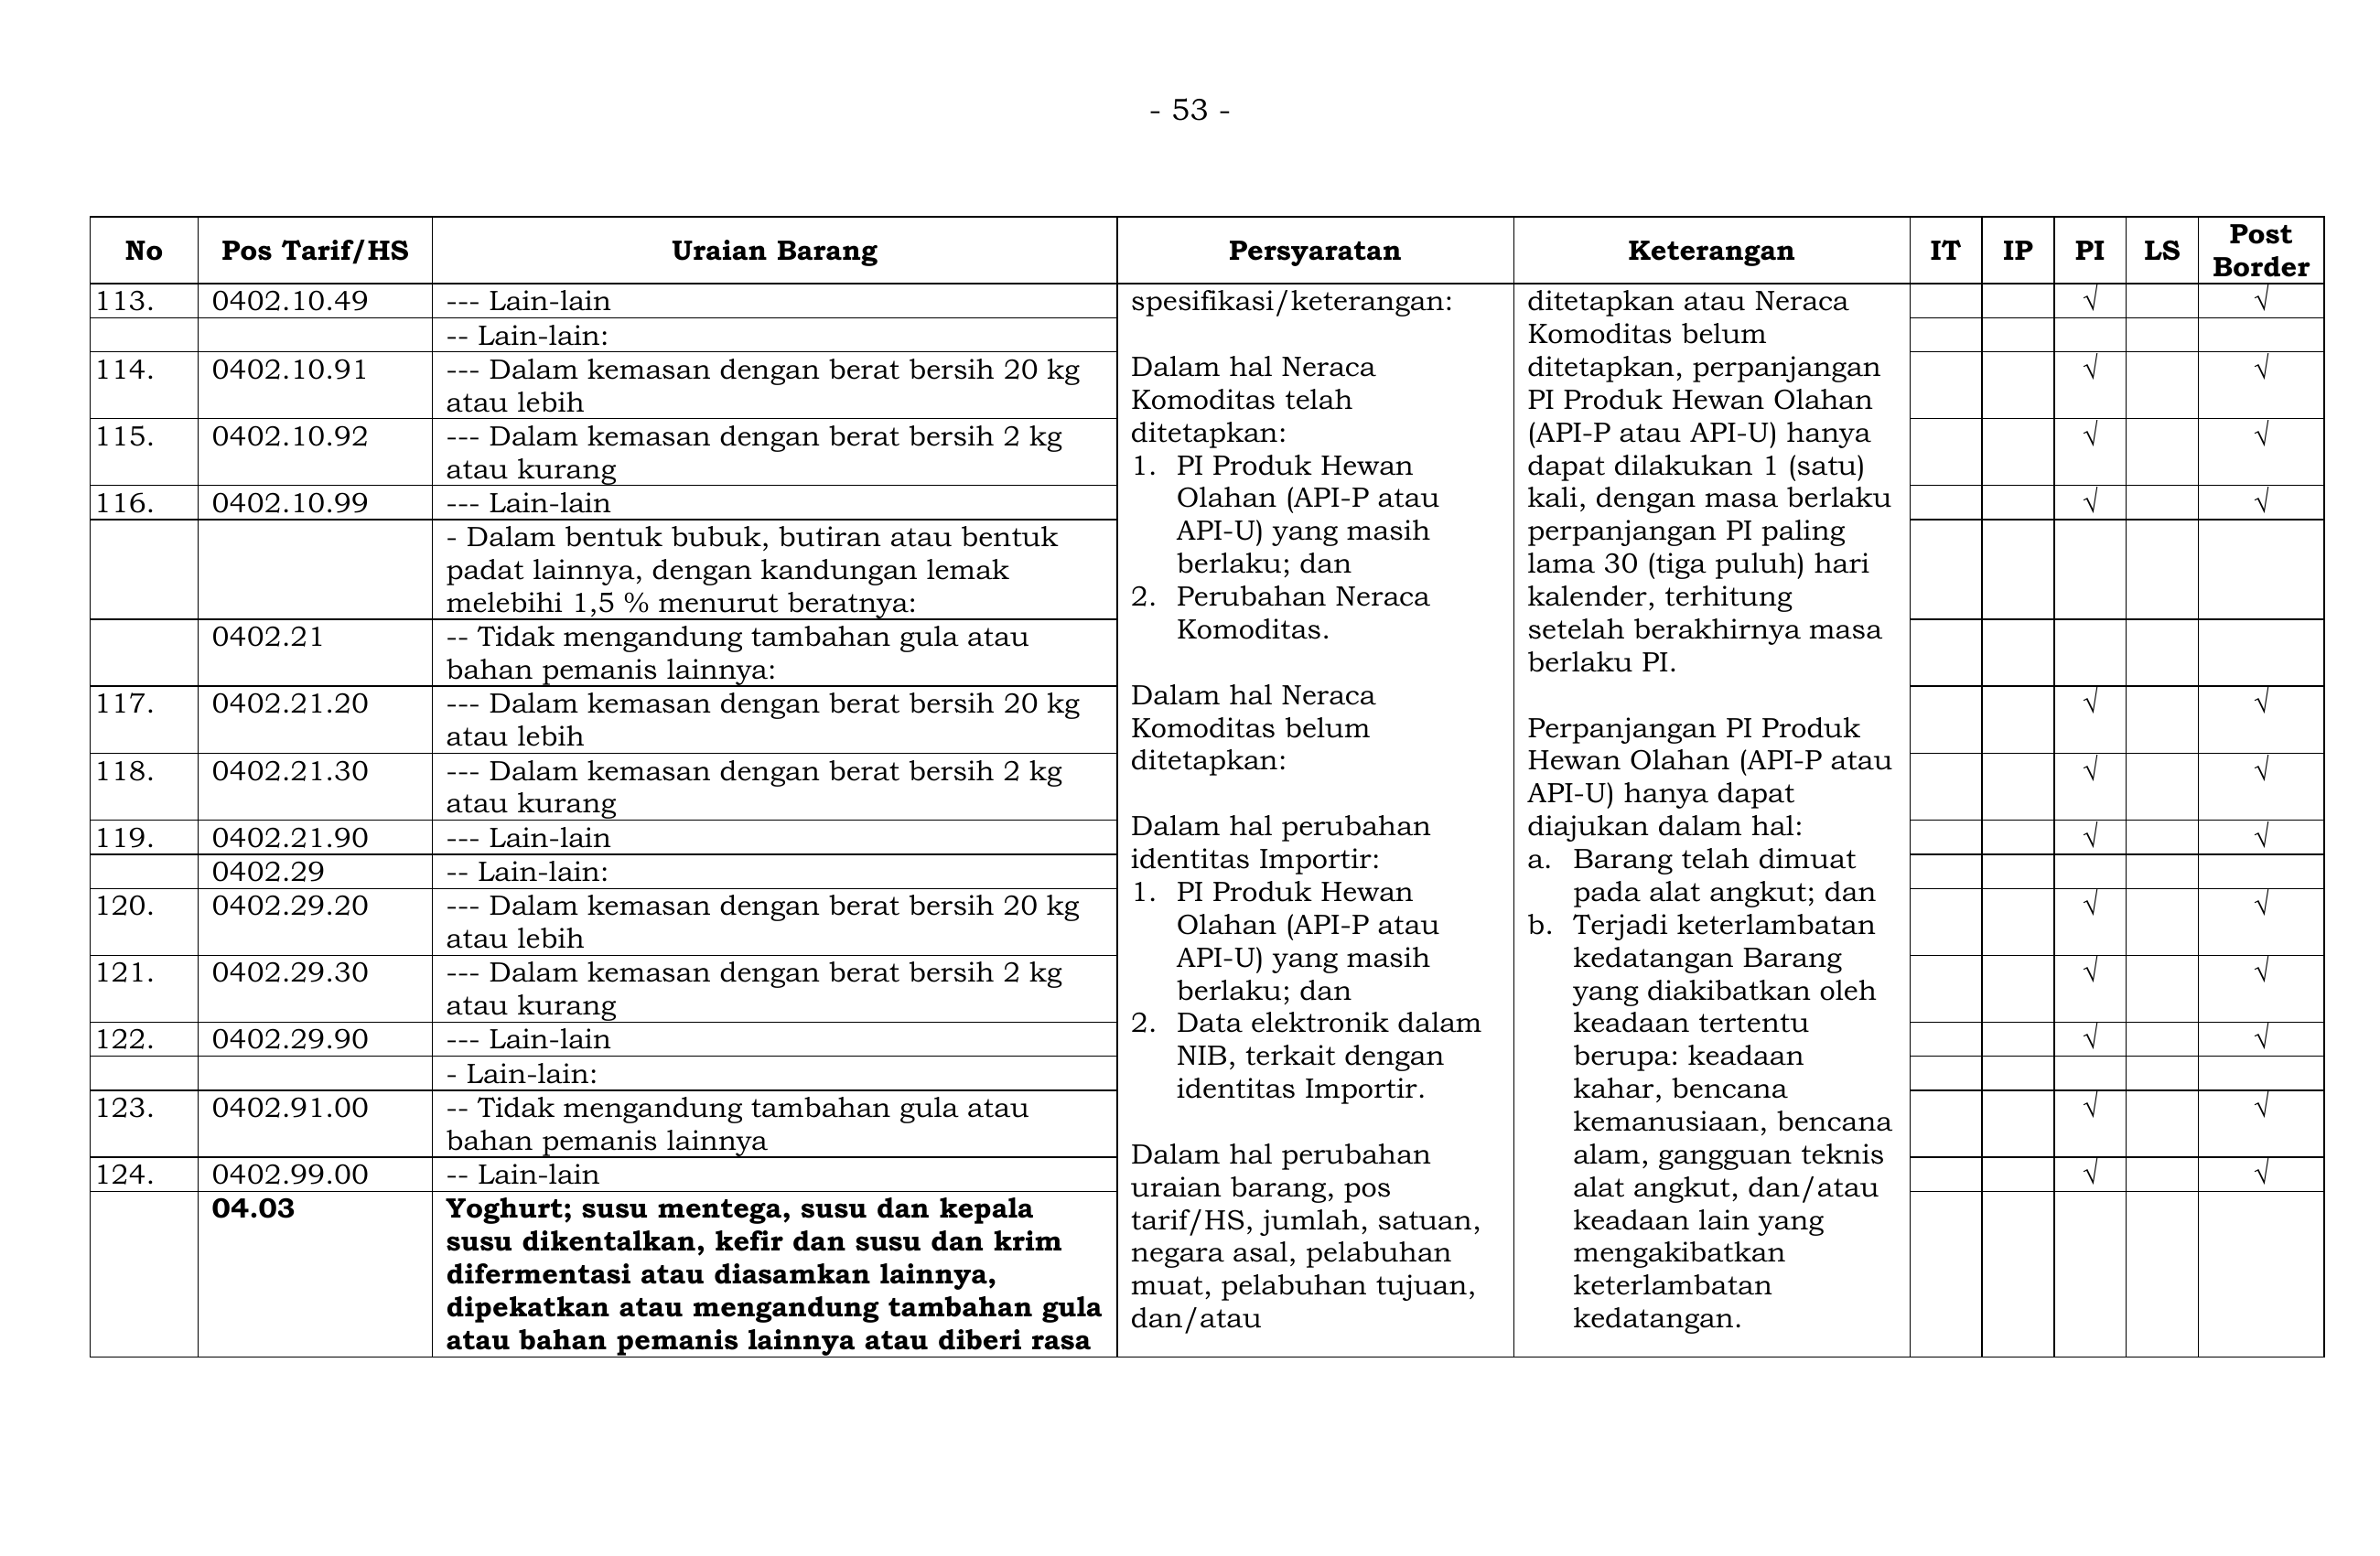 - 53 -
No Pos Tarif/HS Uraian Barang Persyaratan Keterangan IT IP PI LS Post Border
113. 0402.10.49 --- Lain-lain √ √
-- Lain-lain:
114. 0402.10.91 --- Dalam kemasan dengan berat bersih 20 kg √ √
atau lebih
115. 0402.10.92 --- Dalam kemasan dengan berat bersih 2 kg √ √
atau kurang
116. 0402.10.99 --- Lain-lain √ √
- Dalam bentuk bubuk, butiran atau bentuk
padat lainnya, dengan kandungan lemak
melebihi 1,5 % menurut beratnya:
0402.21 -- Tidak mengandung tambahan gula atau
bahan pemanis lainnya:
117. 0402.21.20 --- Dalam kemasan dengan berat bersih 20 kg √ √
atau lebih
118. 0402.21.30 --- Dalam kemasan dengan berat bersih 2 kg √ √
atau kurang
119. 0402.21.90 --- Lain-lain √ √
0402.29 -- Lain-lain:
120. 0402.29.20 --- Dalam kemasan dengan berat bersih 20 kg √ √
atau lebih
121. 0402.29.30 --- Dalam kemasan dengan berat bersih 2 kg √ √
atau kurang
122. 0402.29.90 --- Lain-lain √ √
- Lain-lain:
123. 0402.91.00 -- Tidak mengandung tambahan gula atau √ √
bahan pemanis lainnya
124. 0402.99.00 -- Lain-lain √ √
04.03 Yoghurt; susu mentega, susu dan kepala
susu dikentalkan, kefir dan susu dan krim
difermentasi atau diasamkan lainnya,
dipekatkan atau mengandung tambahan gula
atau bahan pemanis lainnya atau diberi rasa
spesifikasi/keterangan:
Dalam hal Neraca
Komoditas telah
ditetapkan:
1. PI Produk Hewan
Olahan (API-P atau
API-U) yang masih
berlaku; dan
2. Perubahan Neraca
Komoditas.
Dalam hal Neraca
Komoditas belum
ditetapkan:
Dalam hal perubahan
identitas Importir:
1. PI Produk Hewan
Olahan (API-P atau
API-U) yang masih
berlaku; dan
2. Data elektronik dalam
NIB, terkait dengan
identitas Importir.
Dalam hal perubahan
uraian barang, pos
tarif/HS, jumlah, satuan,
negara asal, pelabuhan
muat, pelabuhan tujuan,
dan/atau
ditetapkan atau Neraca
Komoditas belum
ditetapkan, perpanjangan
PI Produk Hewan Olahan
(API-P atau API-U) hanya
dapat dilakukan 1 (satu)
kali, dengan masa berlaku
perpanjangan PI paling
lama 30 (tiga puluh) hari
kalender, terhitung
setelah berakhirnya masa
berlaku PI.
Perpanjangan PI Produk
Hewan Olahan (API-P atau
API-U) hanya dapat
diajukan dalam hal:
a. Barang telah dimuat
pada alat angkut; dan
b. Terjadi keterlambatan
kedatangan Barang
yang diakibatkan oleh
keadaan tertentu
berupa: keadaan
kahar, bencana
kemanusiaan, bencana
alam, gangguan teknis
alat angkut, dan/atau
keadaan lain yang
mengakibatkan
keterlambatan
kedatangan.